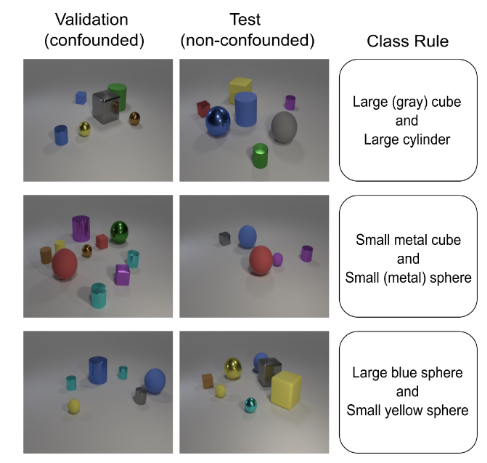 Validation
(confounded)
Test
(non-confounded)
Class Rule
Large (gray) cube
and
Large cylinder
Small metal cube
and
Small (metal) sphere
Large blue sphere
and
Small yellow sphere